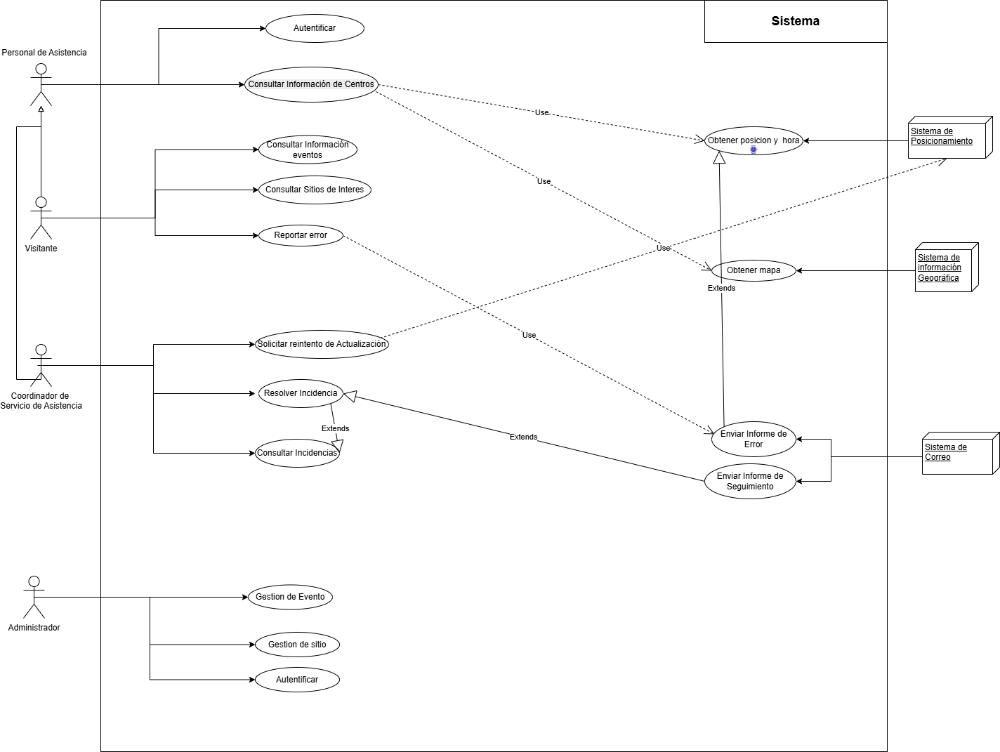 Sistema
Autentificar
Personal de Asistencia
Consultar Información de Centros
Use
Sistema de
Posicionamiento
Obtener posicion y hora
Consultar Información
eventos
Use
Consultar Sitios de Interes
Reportar error
Visitante
Use
Sistema de
información
Geográfica
Obtener mapa
Extends
Use
Solicitar reintento de Actualización
Coordinador de
Servicio de Asistencia
Resolver Incidencia
Extends
Extends
Enviar Informe de
Error
Sistema de
Correo
Consultar Incidencias
Enviar Informe de
Seguimiento
Gestion de Evento
Administrador
Gestion de sitio
Autentificar